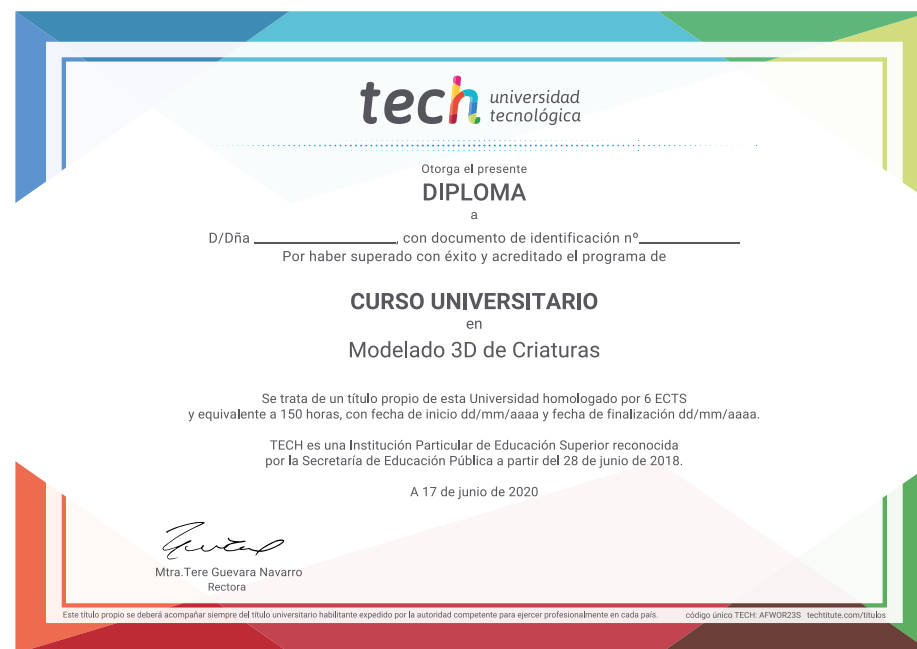 tech universidad
tecnológica
Otorga el presente
DIPLOMA
a
D/Dña ____________________, con documento de identificación nº______________
Por haber superado con éxito y acreditado el programa de
CURSO UNIVERSITARIO
en
Modelado 3D de Criaturas
Se trata de un título propio de esta Universidad homologado por 6 ECTS
y equivalente a 150 horas, con fecha de inicio dd/mm/aaaa y fecha de finalización dd/mm/aaaa.
TECH es una Institución Particular de Educación Superior reconocida
por la Secretaría de Educación Pública a partir del 28 de junio de 2018.
A 17 de junio de 2020
Mtra.Tere Guevara Navarro
Rectora
Este título propio se deberá acompañar siempre del título universitario habilitante expedido por la autoridad competente para ejercer profesionalmente en cada país. código único TECH: AFWOR23S techtitute.com/titulos